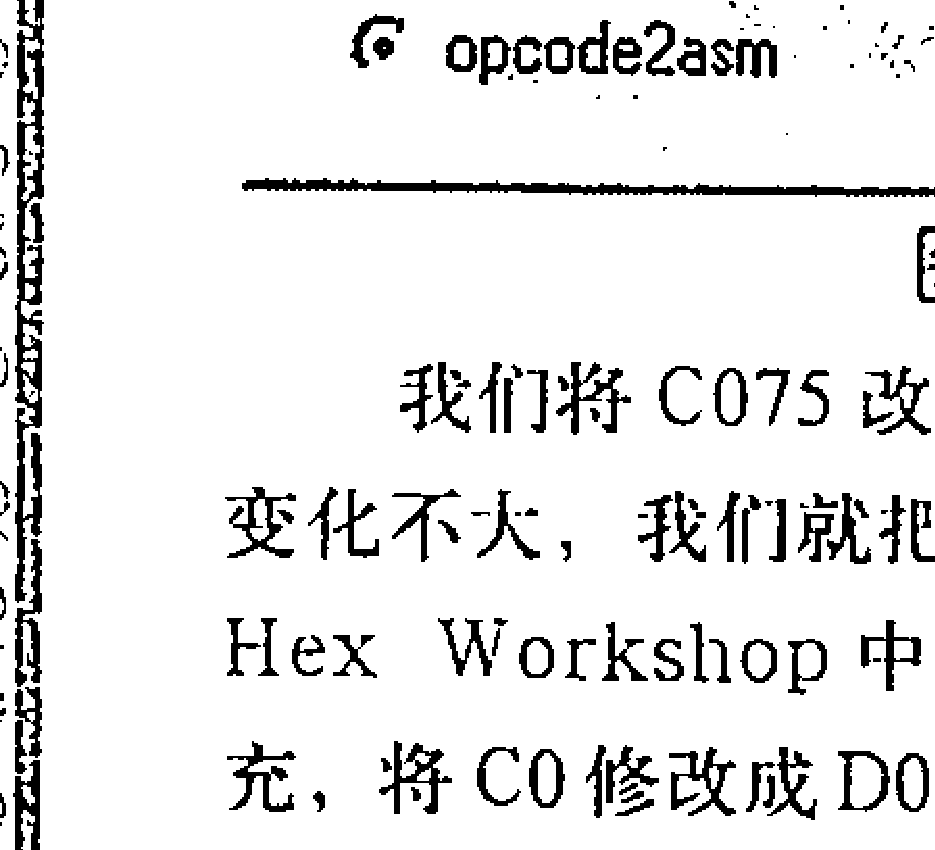 opcode2asm
我们将 C075 改
变化不大，我们就把
Hex Workshop 中
充，将 C0 修改成 D0